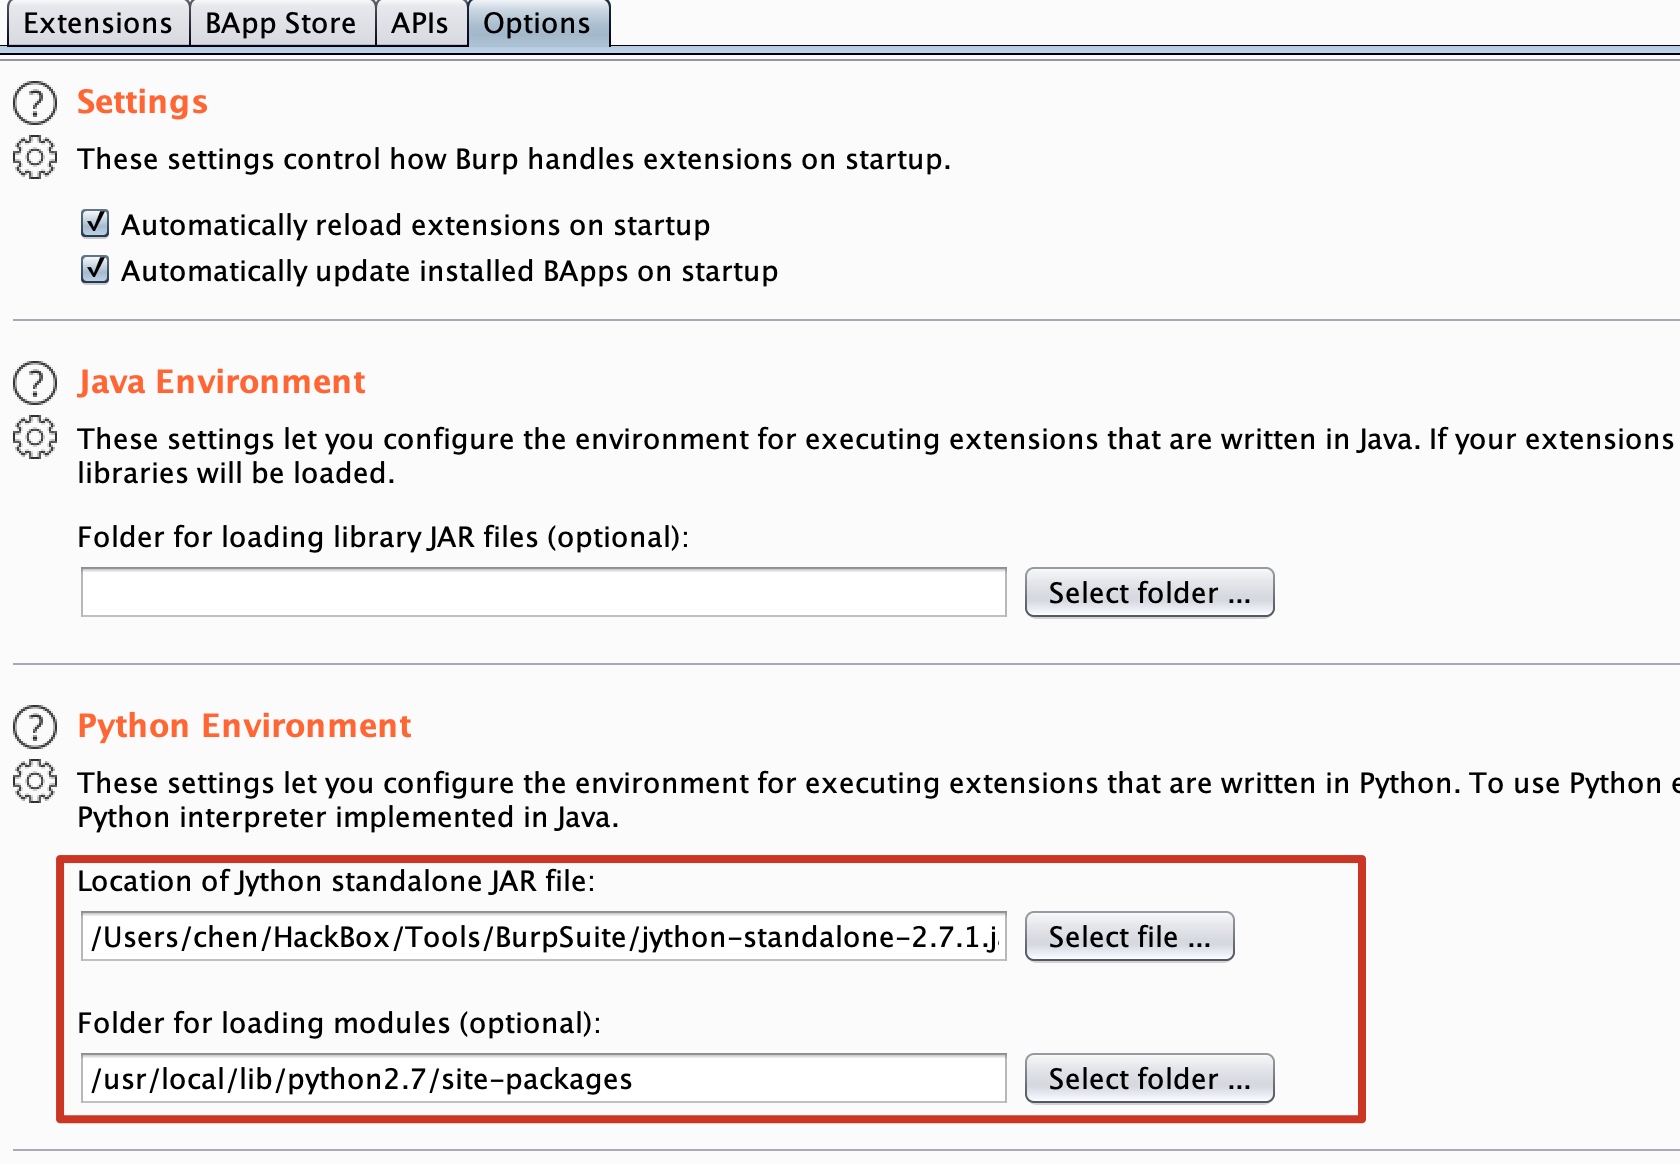 Extensions BApp Store APIs Options
Settings
These settings control how Burp handles extensions on startup.
Automatically reload extensions on startup
Automatically update installed BApps on startup
Java Environment
These settings let you configure the environment for executing extensions that are written in Java. If your extensions
libraries will be loaded.
Folder for loading library JAR files (optional):
Select folder ...
Python Environment
These settings let you configure the environment for executing extensions that are written in Python. To use Python e
Python interpreter implemented in Java.
Location of Jython standalone JAR file:
/Users/chen/HackBox/Tools/BurpSuite/jython-standalone-2.7.1.j Select file ...
Folder for loading modules (optional):
/usr/local/lib/python2.7/site-packages Select folder ...